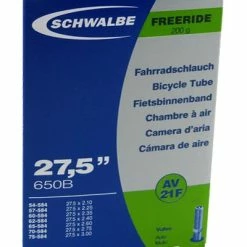 SCHWALBE
FREERIDE
200 g
Fahrradschlauch
Bicycle Tube
Fietsbinnenband
Chambre à air
Camera d'aria
Cámara de aire
27,5"
650B
AV
21F
54-584 27.5 x 2.10
57-584 27.5 x 2.25
60-584 27.5 x 2.35
62-584 27.5 x 2.40
65-584 27.5 x 2.60
70-584 27.5 x 2.75
75-584 27.5 x 3.00